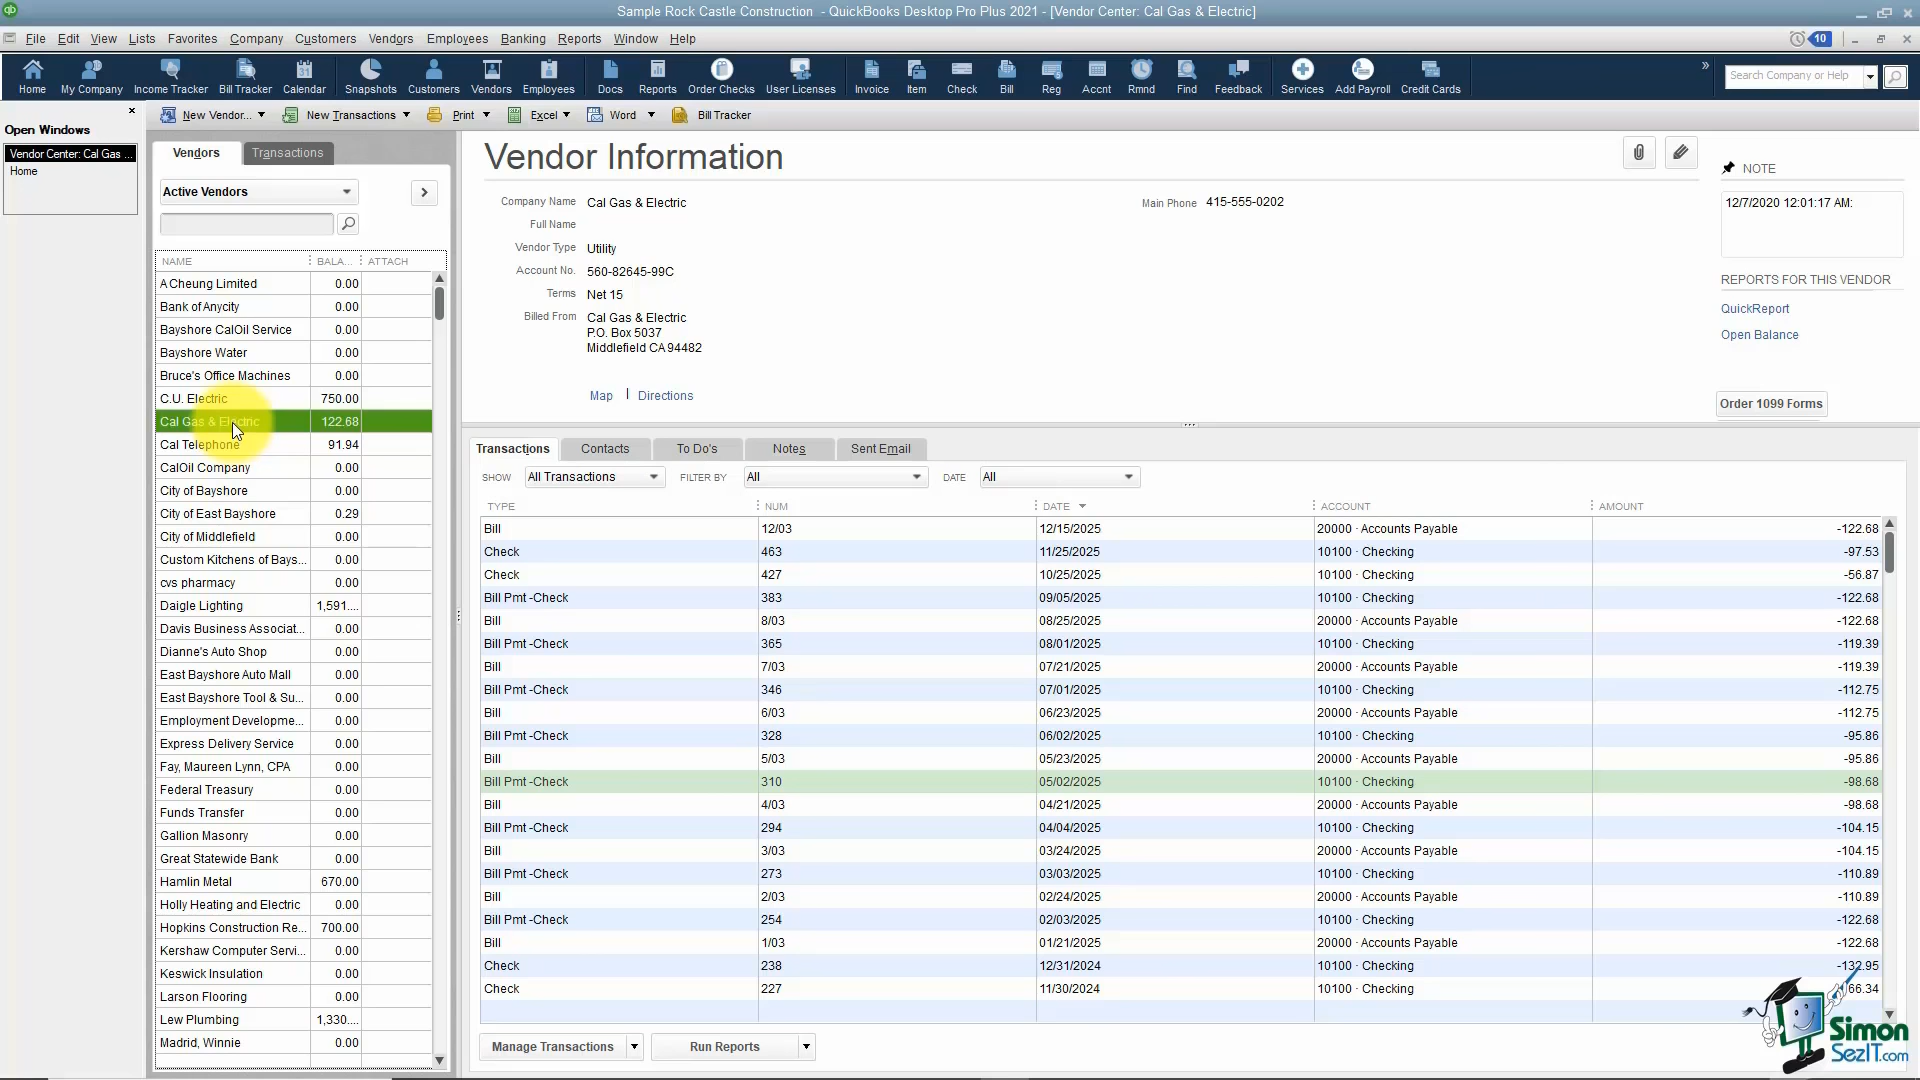 Sample Rock Castle Construction - QuickBooks Desktop Pro Plus 2021 - [Vendor Center: Cal Gas & Electric]
File Edit View Lists Favorites Company Customers Vendors Employees Banking Reports Window Help 10
Home My Company Income Tracker Bill Tracker Calendar Snapshots Customers Vendors Employees Docs Reports Order Checks User Licenses Invoice Item Check Bill Reg Accnt Rmnd Find Feedback Services Add Payroll Credit Cards Search Company or Help
New Vendor... New Transactions Print Excel Word Bill Tracker
Open Windows
Vendor Center: Cal Gas ...
Home
Vendors Transactions
Active Vendors
NAME BALA... ATTACH
A Cheung Limited 0.00
Bank of Anycity 0.00
Bayshore CalOil Service 0.00
Bayshore Water 0.00
Bruce's Office Machines 0.00
C.U. Electric 750.00
Cal Gas & Electric 122.68
Cal Telephone 91.94
CalOil Company 0.00
City of Bayshore 0.00
City of East Bayshore 0.29
City of Middlefield 0.00
Custom Kitchens of Bays... 0.00
cvs pharmacy 0.00
Daigle Lighting 1,591....
Davis Business Associat... 0.00
Dianne's Auto Shop 0.00
East Bayshore Auto Mall 0.00
East Bayshore Tool & Su... 0.00
Employment Developme... 0.00
Express Delivery Service 0.00
Fay, Maureen Lynn, CPA 0.00
Federal Treasury 0.00
Funds Transfer 0.00
Gallion Masonry 0.00
Great Statewide Bank 0.00
Hamlin Metal 670.00
Holly Heating and Electric 0.00
Hopkins Construction Re... 700.00
Kershaw Computer Servi... 0.00
Keswick Insulation 0.00
Larson Flooring 0.00
Lew Plumbing 1,330....
Madrid, Winnie 0.00
Vendor Information
Company Name Cal Gas & Electric
Full Name
Vendor Type Utility
Account No. 560-82645-99C
Terms Net 15
Billed From Cal Gas & Electric
P.O. Box 5037
Middlefield CA 94482
Map | Directions
Main Phone 415-555-0202
NOTE
12/7/2020 12:01:17 AM:
REPORTS FOR THIS VENDOR
QuickReport
Open Balance
Order 1099 Forms
Transactions Contacts To Do's Notes Sent Email
SHOW All Transactions FILTER BY All DATE All
TYPE NUM DATE ACCOUNT AMOUNT
Bill 12/03 12/15/2025 20000 · Accounts Payable -122.68
Check 463 11/25/2025 10100 · Checking -97.53
Check 427 10/25/2025 10100 · Checking -56.87
Bill Pmt -Check 383 09/05/2025 10100 · Checking -122.68
Bill 8/03 08/25/2025 20000 · Accounts Payable -122.68
Bill Pmt -Check 365 08/01/2025 10100 · Checking -119.39
Bill 7/03 07/21/2025 20000 · Accounts Payable -119.39
Bill Pmt -Check 346 07/01/2025 10100 · Checking -112.75
Bill 6/03 06/23/2025 20000 · Accounts Payable -112.75
Bill Pmt -Check 328 06/02/2025 10100 · Checking -95.86
Bill 5/03 05/23/2025 20000 · Accounts Payable -95.86
Bill Pmt -Check 310 05/02/2025 10100 · Checking -98.68
Bill 4/03 04/21/2025 20000 · Accounts Payable -98.68
Bill Pmt -Check 294 04/04/2025 10100 · Checking -104.15
Bill 3/03 03/24/2025 20000 · Accounts Payable -104.15
Bill Pmt -Check 273 03/03/2025 10100 · Checking -110.89
Bill 2/03 02/24/2025 20000 · Accounts Payable -110.89
Bill Pmt -Check 254 02/03/2025 10100 · Checking -122.68
Bill 1/03 01/21/2025 20000 · Accounts Payable -122.68
Check 238 12/31/2024 10100 · Checking -132.95
Check 227 11/30/2024 10100 · Checking 66.34
Manage Transactions Run Reports
Simon
SezIT.com